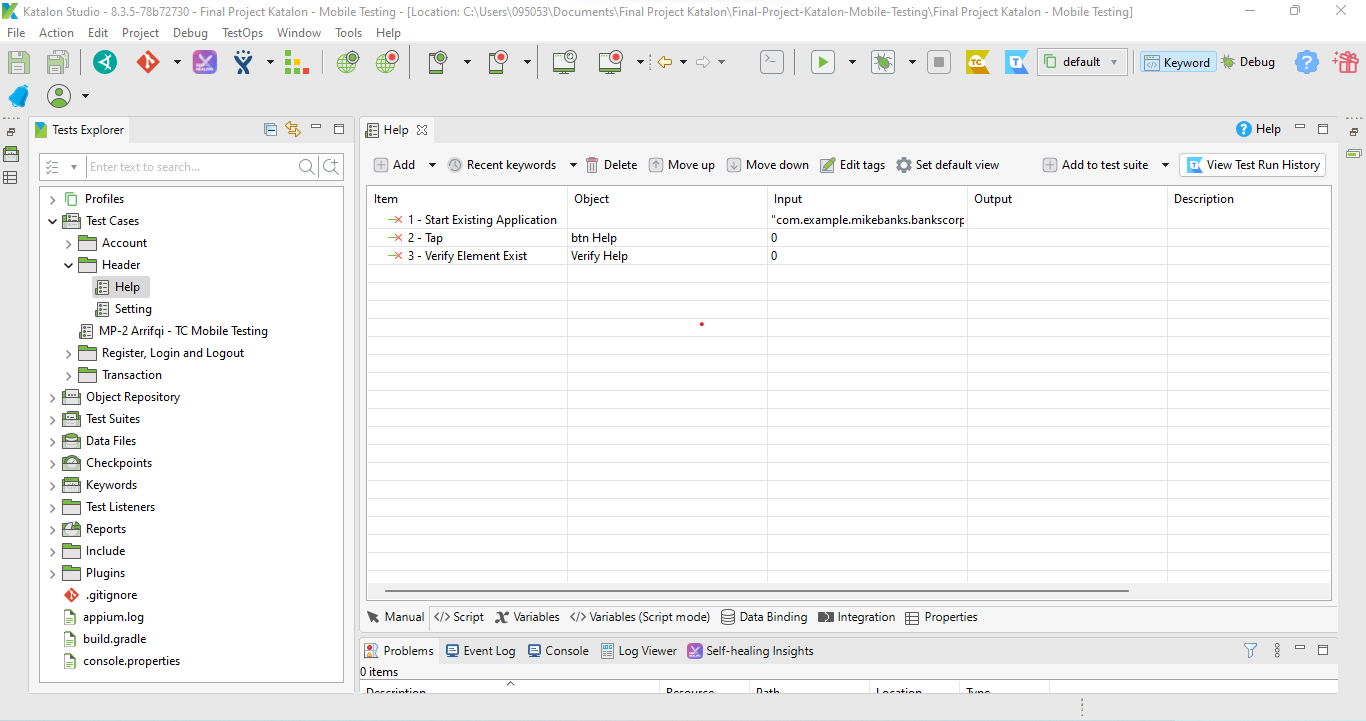 Katalon Studio - 8.3.5-78b72730 - Final Project Katalon - Mobile Testing - [Location: C:\Users\095053\Documents\Final Project Katalon\Final-Project-Katalon-Mobile-Testing\Final Project Katalon - Mobile Testing]
File Action Edit Project Debug TestOps Window Tools Help
default Keyword Debug
Tests Explorer
Enter text to search...
Profiles
Test Cases
Account
Header
Help
Setting
MP-2 Arrifqi - TC Mobile Testing
Register, Login and Logout
Transaction
Object Repository
Test Suites
Data Files
Checkpoints
Keywords
Test Listeners
Reports
Include
Plugins
.gitignore
appium.log
build.gradle
console.properties
Help Help
Add Recent keywords Delete Move up Move down Edit tags Set default view Add to test suite View Test Run History
Item Object Input Output Description
1 - Start Existing Application "com.example.mikebanks.bankscorp
2 - Tap btn Help 0
3 - Verify Element Exist Verify Help 0
Manual Script Variables Variables (Script mode) Data Binding Integration Properties
Problems Event Log Console Log Viewer Self-healing Insights
0 items
Description Resource Path Location Type